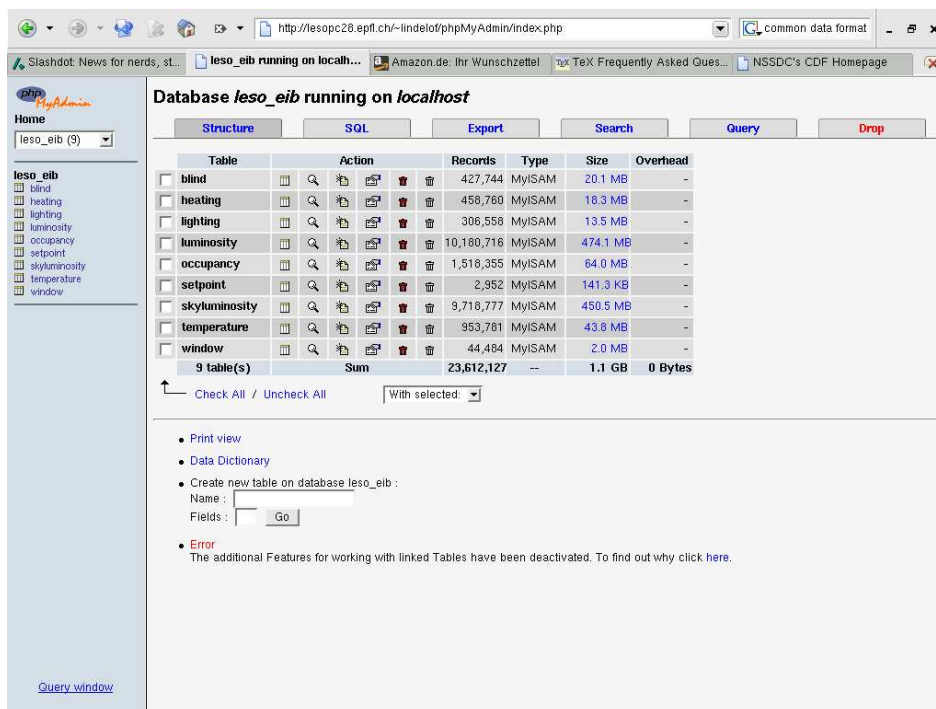 http://lesopc28.epfl.ch/~lindelof/phpMyAdmin/index.php
G common data format
Slashdot: News for nerds, st...
leso_eib running on localh...
Amazon.de: Ihr Wunschzettel
TeX TeX Frequently Asked Ques...
NSSDC's CDF Homepage
php
MyAdmin
Home
leso_eib (9)
leso_eib
blind
heating
lighting
luminosity
occupancy
setpoint
skyluminosity
temperature
window
Query window
Database leso_eib running on localhost
Structure SQL Export Search Query Drop
Table Action Records Type Size Overhead
blind 427,744 MyISAM 20.1 MB -
heating 458,760 MyISAM 18.3 MB -
lighting 306,558 MyISAM 13.5 MB -
luminosity 10,180,716 MyISAM 474.1 MB -
occupancy 1,518,355 MyISAM 64.0 MB -
setpoint 2,952 MyISAM 141.3 KB -
skyluminosity 9,718,777 MyISAM 450.5 MB -
temperature 953,781 MyISAM 43.8 MB -
window 44,484 MyISAM 2.0 MB -
9 table(s) Sum 23,612,127 -- 1.1 GB 0 Bytes
Check All / Uncheck All With selected:
Print view
Data Dictionary
Create new table on database leso_eib :
Name :
Fields : Go
Error
The additional Features for working with linked Tables have been deactivated. To find out why click here.